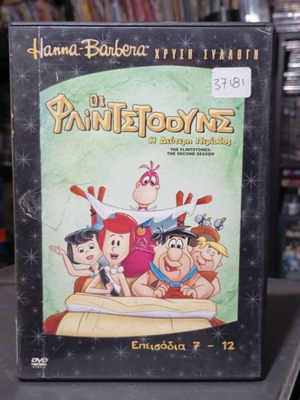 Hanna-Barbera ΧΡΥΣΗ ΣΥΛΛΟΓΗ
37181
ΟΙ
ΦΛΙΝΤΣΤΟΟΥΝΣ
Η Δεύτερη Περίοδος
THE FLINTSTONES:
THE SECOND SEASON
Επεισόδια 7 - 12
DVD